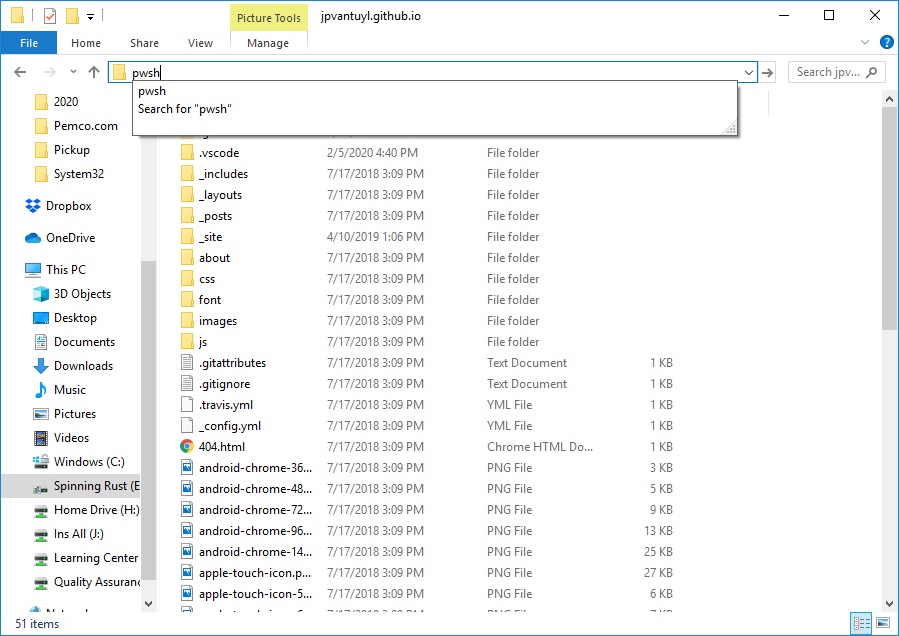 Picture Tools
jpvantuyl.github.io
File Home Share View Manage
pwsh
Search jpv...
pwsh
Search for "pwsh"
2020
Pemco.com
Pickup
System32
Dropbox
OneDrive
This PC
3D Objects
Desktop
Documents
Downloads
Music
Pictures
Videos
Windows (C:)
Spinning Rust (E
Home Drive (H:)
Ins All (J:)
Learning Center
Quality Assuranc
.vscode 2/5/2020 4:40 PM File folder
_includes 7/17/2018 3:09 PM File folder
_layouts 7/17/2018 3:09 PM File folder
_posts 7/17/2018 3:09 PM File folder
_site 4/10/2019 1:06 PM File folder
about 7/17/2018 3:09 PM File folder
css 7/17/2018 3:09 PM File folder
font 7/17/2018 3:09 PM File folder
images 7/17/2018 3:09 PM File folder
js 7/17/2018 3:09 PM File folder
.gitattributes 7/17/2018 3:09 PM Text Document 1 KB
.gitignore 7/17/2018 3:09 PM Text Document 1 KB
.travis.yml 7/17/2018 3:09 PM YML File 1 KB
_config.yml 7/17/2018 3:09 PM YML File 1 KB
404.html 7/17/2018 3:09 PM Chrome HTML Do... 1 KB
android-chrome-36... 7/17/2018 3:09 PM PNG File 3 KB
android-chrome-48... 7/17/2018 3:09 PM PNG File 5 KB
android-chrome-72... 7/17/2018 3:09 PM PNG File 9 KB
android-chrome-96... 7/17/2018 3:09 PM PNG File 13 KB
android-chrome-14... 7/17/2018 3:09 PM PNG File 25 KB
apple-touch-icon.p... 7/17/2018 3:09 PM PNG File 27 KB
apple-touch-icon-5... 7/17/2018 3:09 PM PNG File 6 KB
51 items